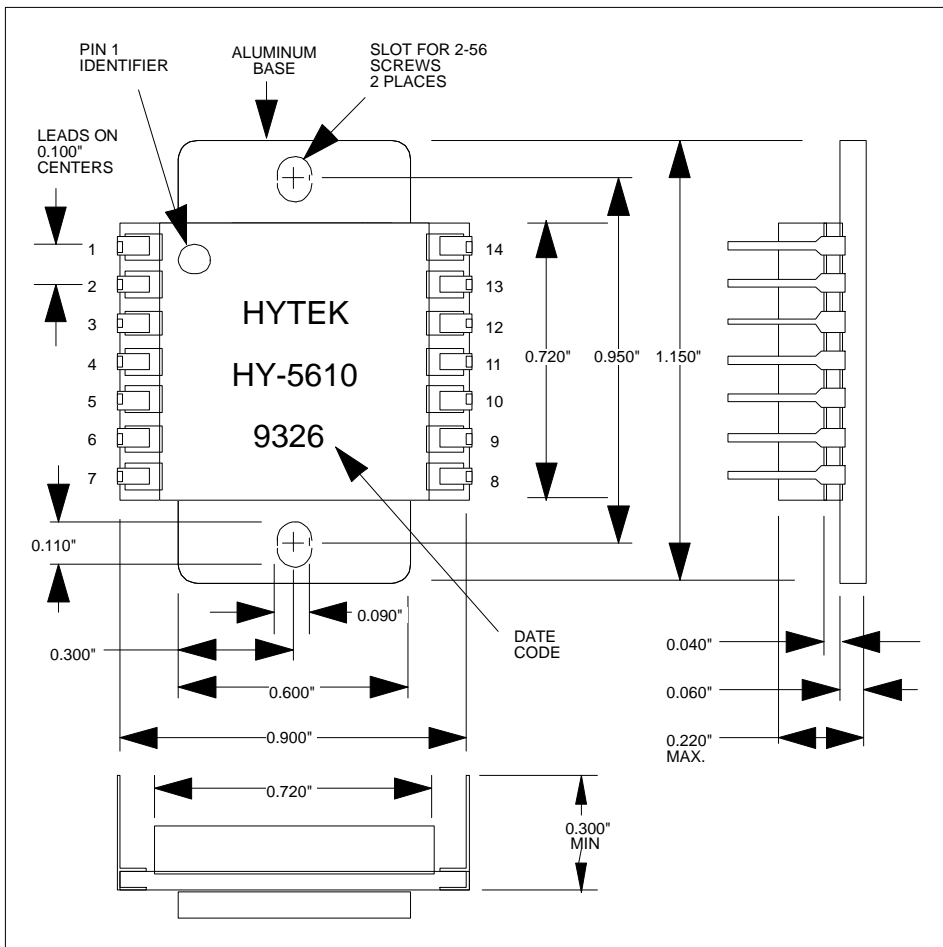 PIN 1
IDENTIFIER
ALUMINUM
BASE
SLOT FOR 2-56
SCREWS
2 PLACES
LEADS ON
0.100"
CENTERS
1
2
3
4
5
6
7
14
13
12
11
10
9
8
HYTEK
HY-5610
9326
0.720"
0.950"
1.150"
0.110"
0.090"
0.300"
DATE
CODE
0.600"
0.900"
0.040"
0.060"
0.220"
MAX.
0.720"
0.300"
MIN